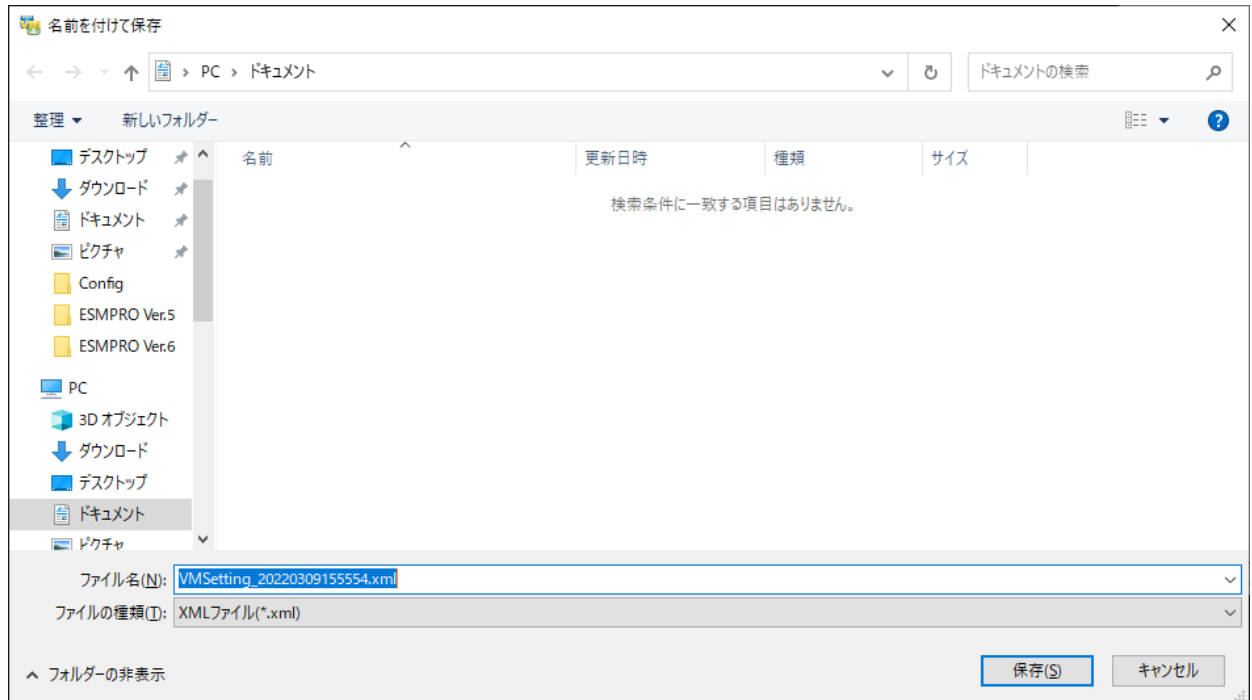 名前を付けて保存
PC › ドキュメント
ドキュメントの検索
整理 新しいフォルダー
?
デスクトップ
ダウンロード
ドキュメント
ピクチャ
Config
ESMPRO Ver.5
ESMPRO Ver.6
PC
3D オブジェクト
ダウンロード
デスクトップ
ドキュメント
ピクチャ
名前 更新日時 種類 サイズ
検索条件に一致する項目はありません。
ファイル名(N): VMSetting_20220309155554.xml
ファイルの種類(T): XMLファイル(*.xml)
フォルダーの非表示
保存(S) キャンセル